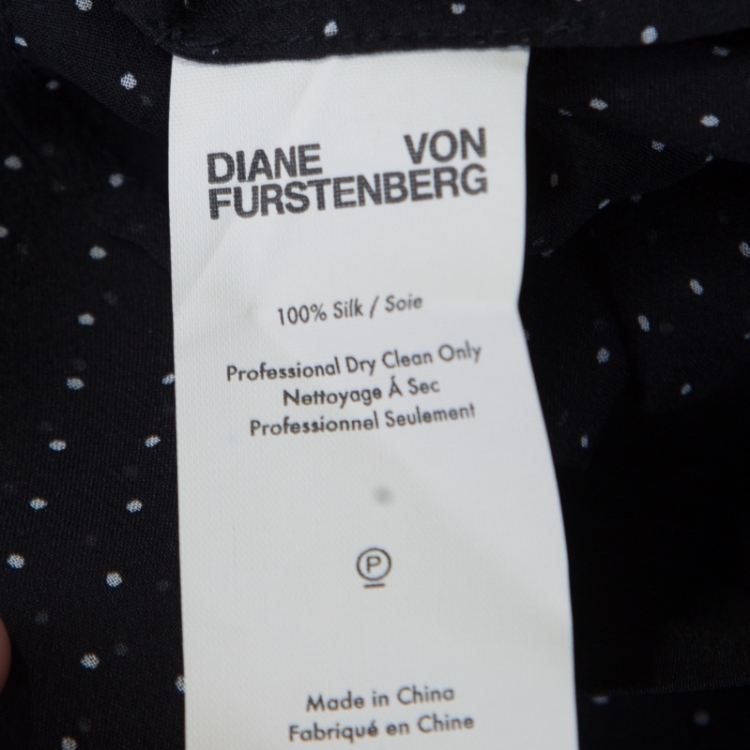 DIANE VON
FURSTENBERG
100% Silk / Soie
Professional Dry Clean Only
Nettoyage Á Sec
Professionnel Seulement
P
Made in China
Fabriqué en Chine